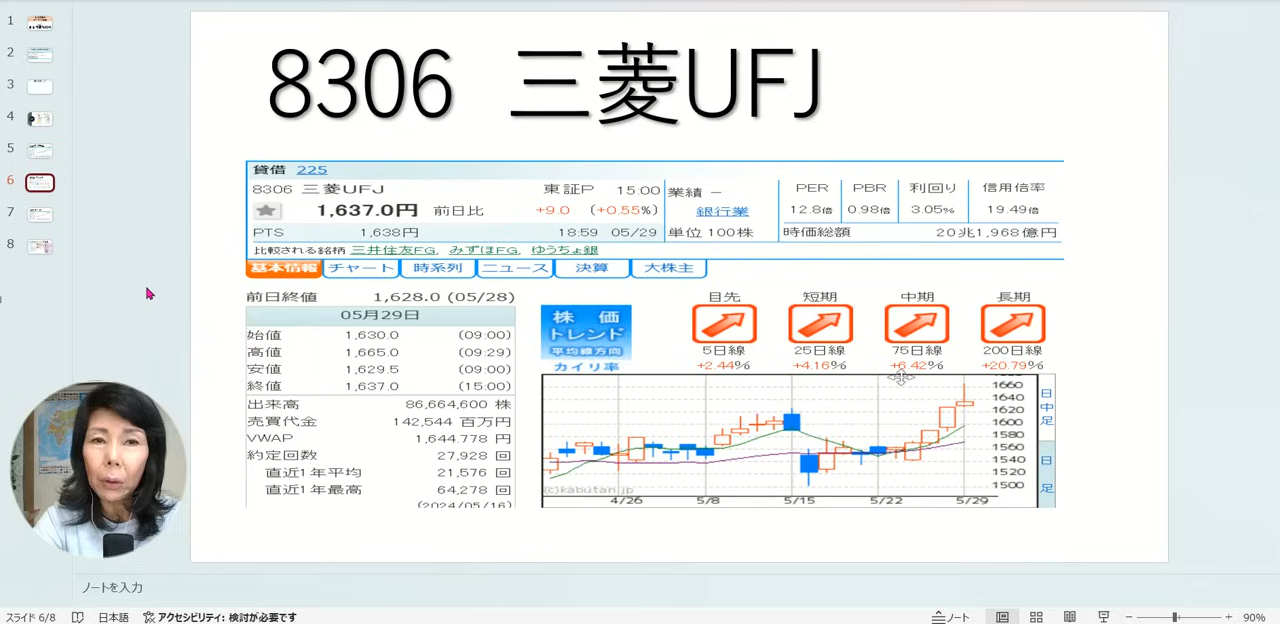 1
2
3
4
5
6
7
8
8306 三菱UFJ
貸借 225
8306 三菱UFJ 東証P 15:00
1,637.0円 前日比 +9.0 (+0.55%)
PTS 1,638円 18:59 05/29
業績 －
銀行業
単位 100株
PER PBR 利回り 信用倍率
12.8倍 0.98倍 3.05% 19.49倍
時価総額 20兆1,968億円
比較される銘柄 三井住友FG, みずほFG, ゆうちょ銀
基本情報 チャート 時系列 ニュース 決算 大株主
前日終値 1,628.0 (05/28)
05月29日
始値 1,630.0 (09:00)
高値 1,665.0 (09:29)
安値 1,629.5 (09:00)
終値 1,637.0 (15:00)
出来高 86,664,600 株
売買代金 142,544 百万円
VWAP 1,644.778 円
約定回数 27,928 回
直近1年平均 21,576 回
直近1年最高 64,278 回
(2024/05/16)
株価
トレンド
平均線方向
カイリ率
目先 短期 中期 長期
5日線 25日線 75日線 200日線
+2.44% +4.16% +6.42% +20.79%
1660
1640
1620
1600
1580
1560
1540
1520
1500
(c)kabutan.jp
4/26 5/8 5/15 5/22 5/29
日中足
日足
ノートを入力
スライド 6/8 日本語 アクセシビリティ: 検討が必要です ノート 90%